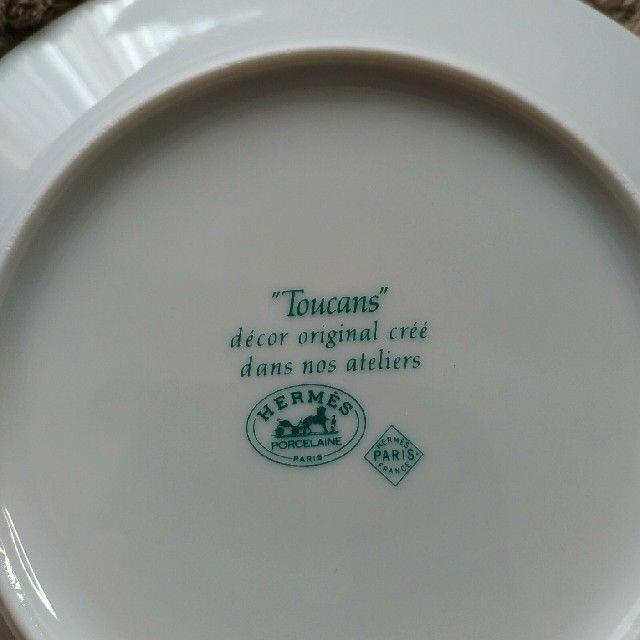 "Toucans"
décor original créé
dans nos ateliers
HERMÈS
PORCELAINE
PARIS
HERMÈS
PARIS
FRANCE